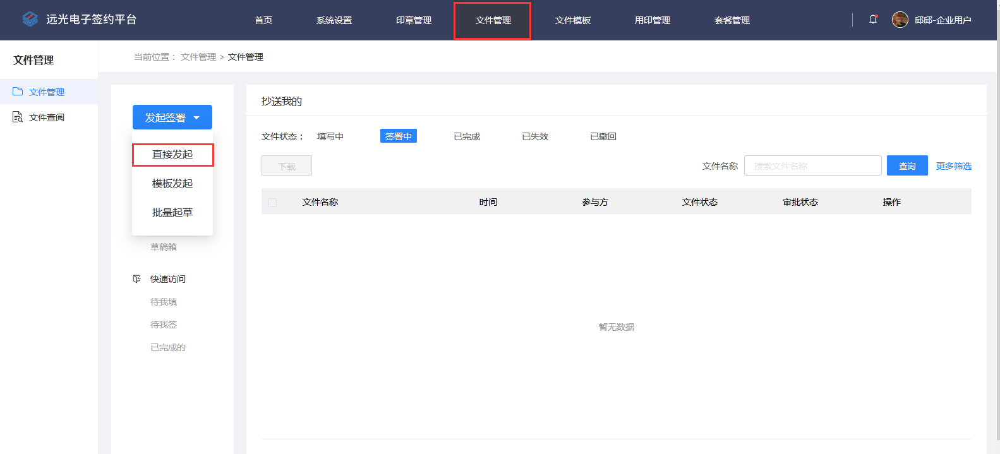 远光电子签约平台
首页
系统设置
印章管理
文件管理
文件模板
用印管理
套餐管理
邱邱-企业用户
文件管理
文件管理
文件查阅
当前位置： 文件管理 > 文件管理
发起签署
直接发起
模板发起
批量起草
草稿箱
快速访问
待我填
待我签
已完成的
抄送我的
文件状态： 填写中 签署中 已完成 已失效 已撤回
下载
文件名称 搜索文件名称 查询 更多筛选
文件名称 时间 参与方 文件状态 审批状态 操作
暂无数据